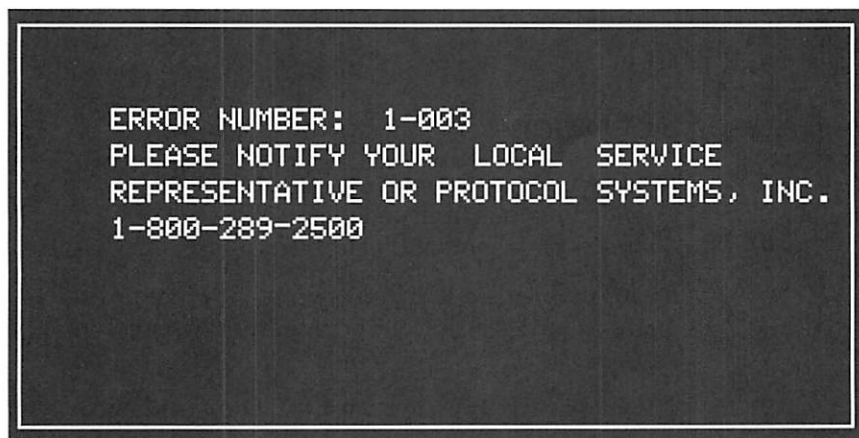 ERROR NUMBER: 1-003
PLEASE NOTIFY YOUR LOCAL SERVICE
REPRESENTATIVE OR PROTOCOL SYSTEMS, INC.
1-800-289-2500